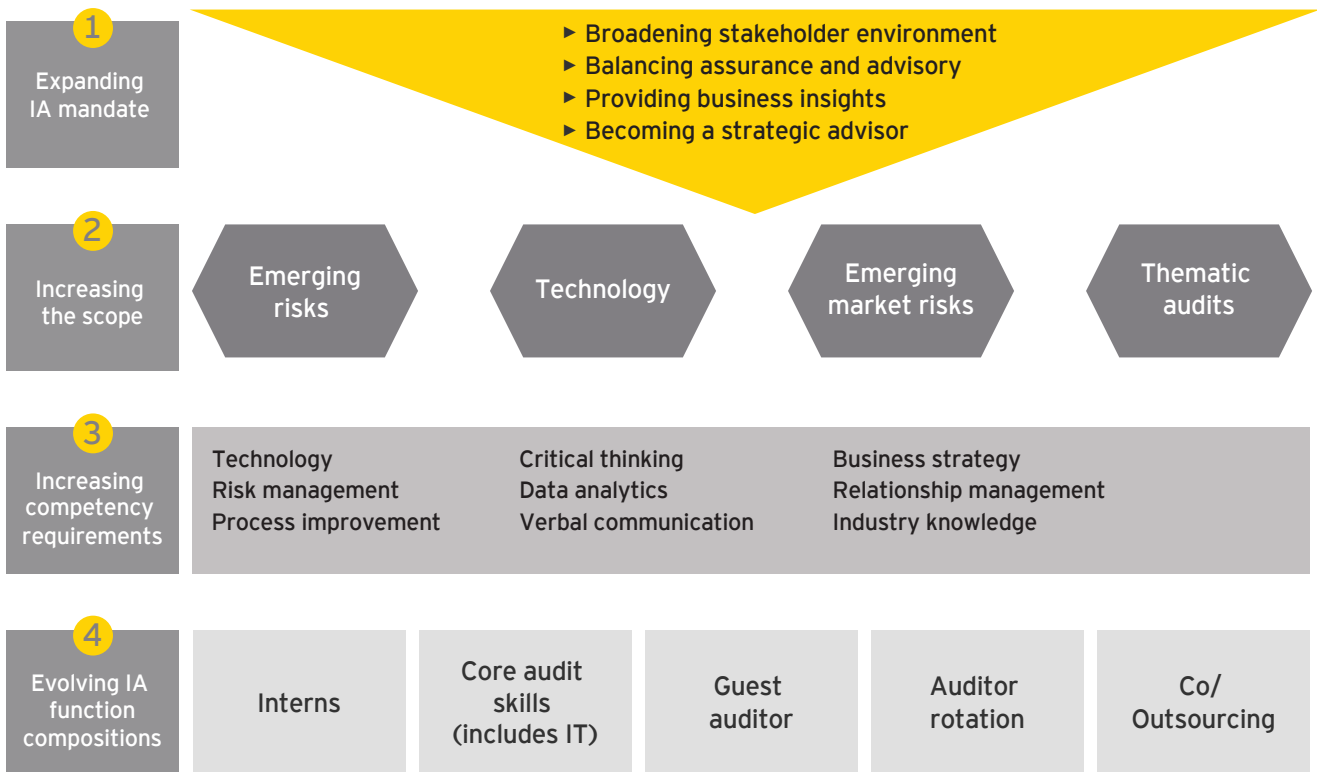 1
Expanding
IA mandate
► Broadening stakeholder environment
► Balancing assurance and advisory
► Providing business insights
► Becoming a strategic advisor
2
Increasing
the scope
Emerging
risks
Technology
Emerging
market risks
Thematic
audits
3
Increasing
competency
requirements
Technology
Risk management
Process improvement
Critical thinking
Data analytics
Verbal communication
Business strategy
Relationship management
Industry knowledge
4
Evolving IA
function
compositions
Interns
Core audit
skills
(includes IT)
Guest
auditor
Auditor
rotation
Co/
Outsourcing